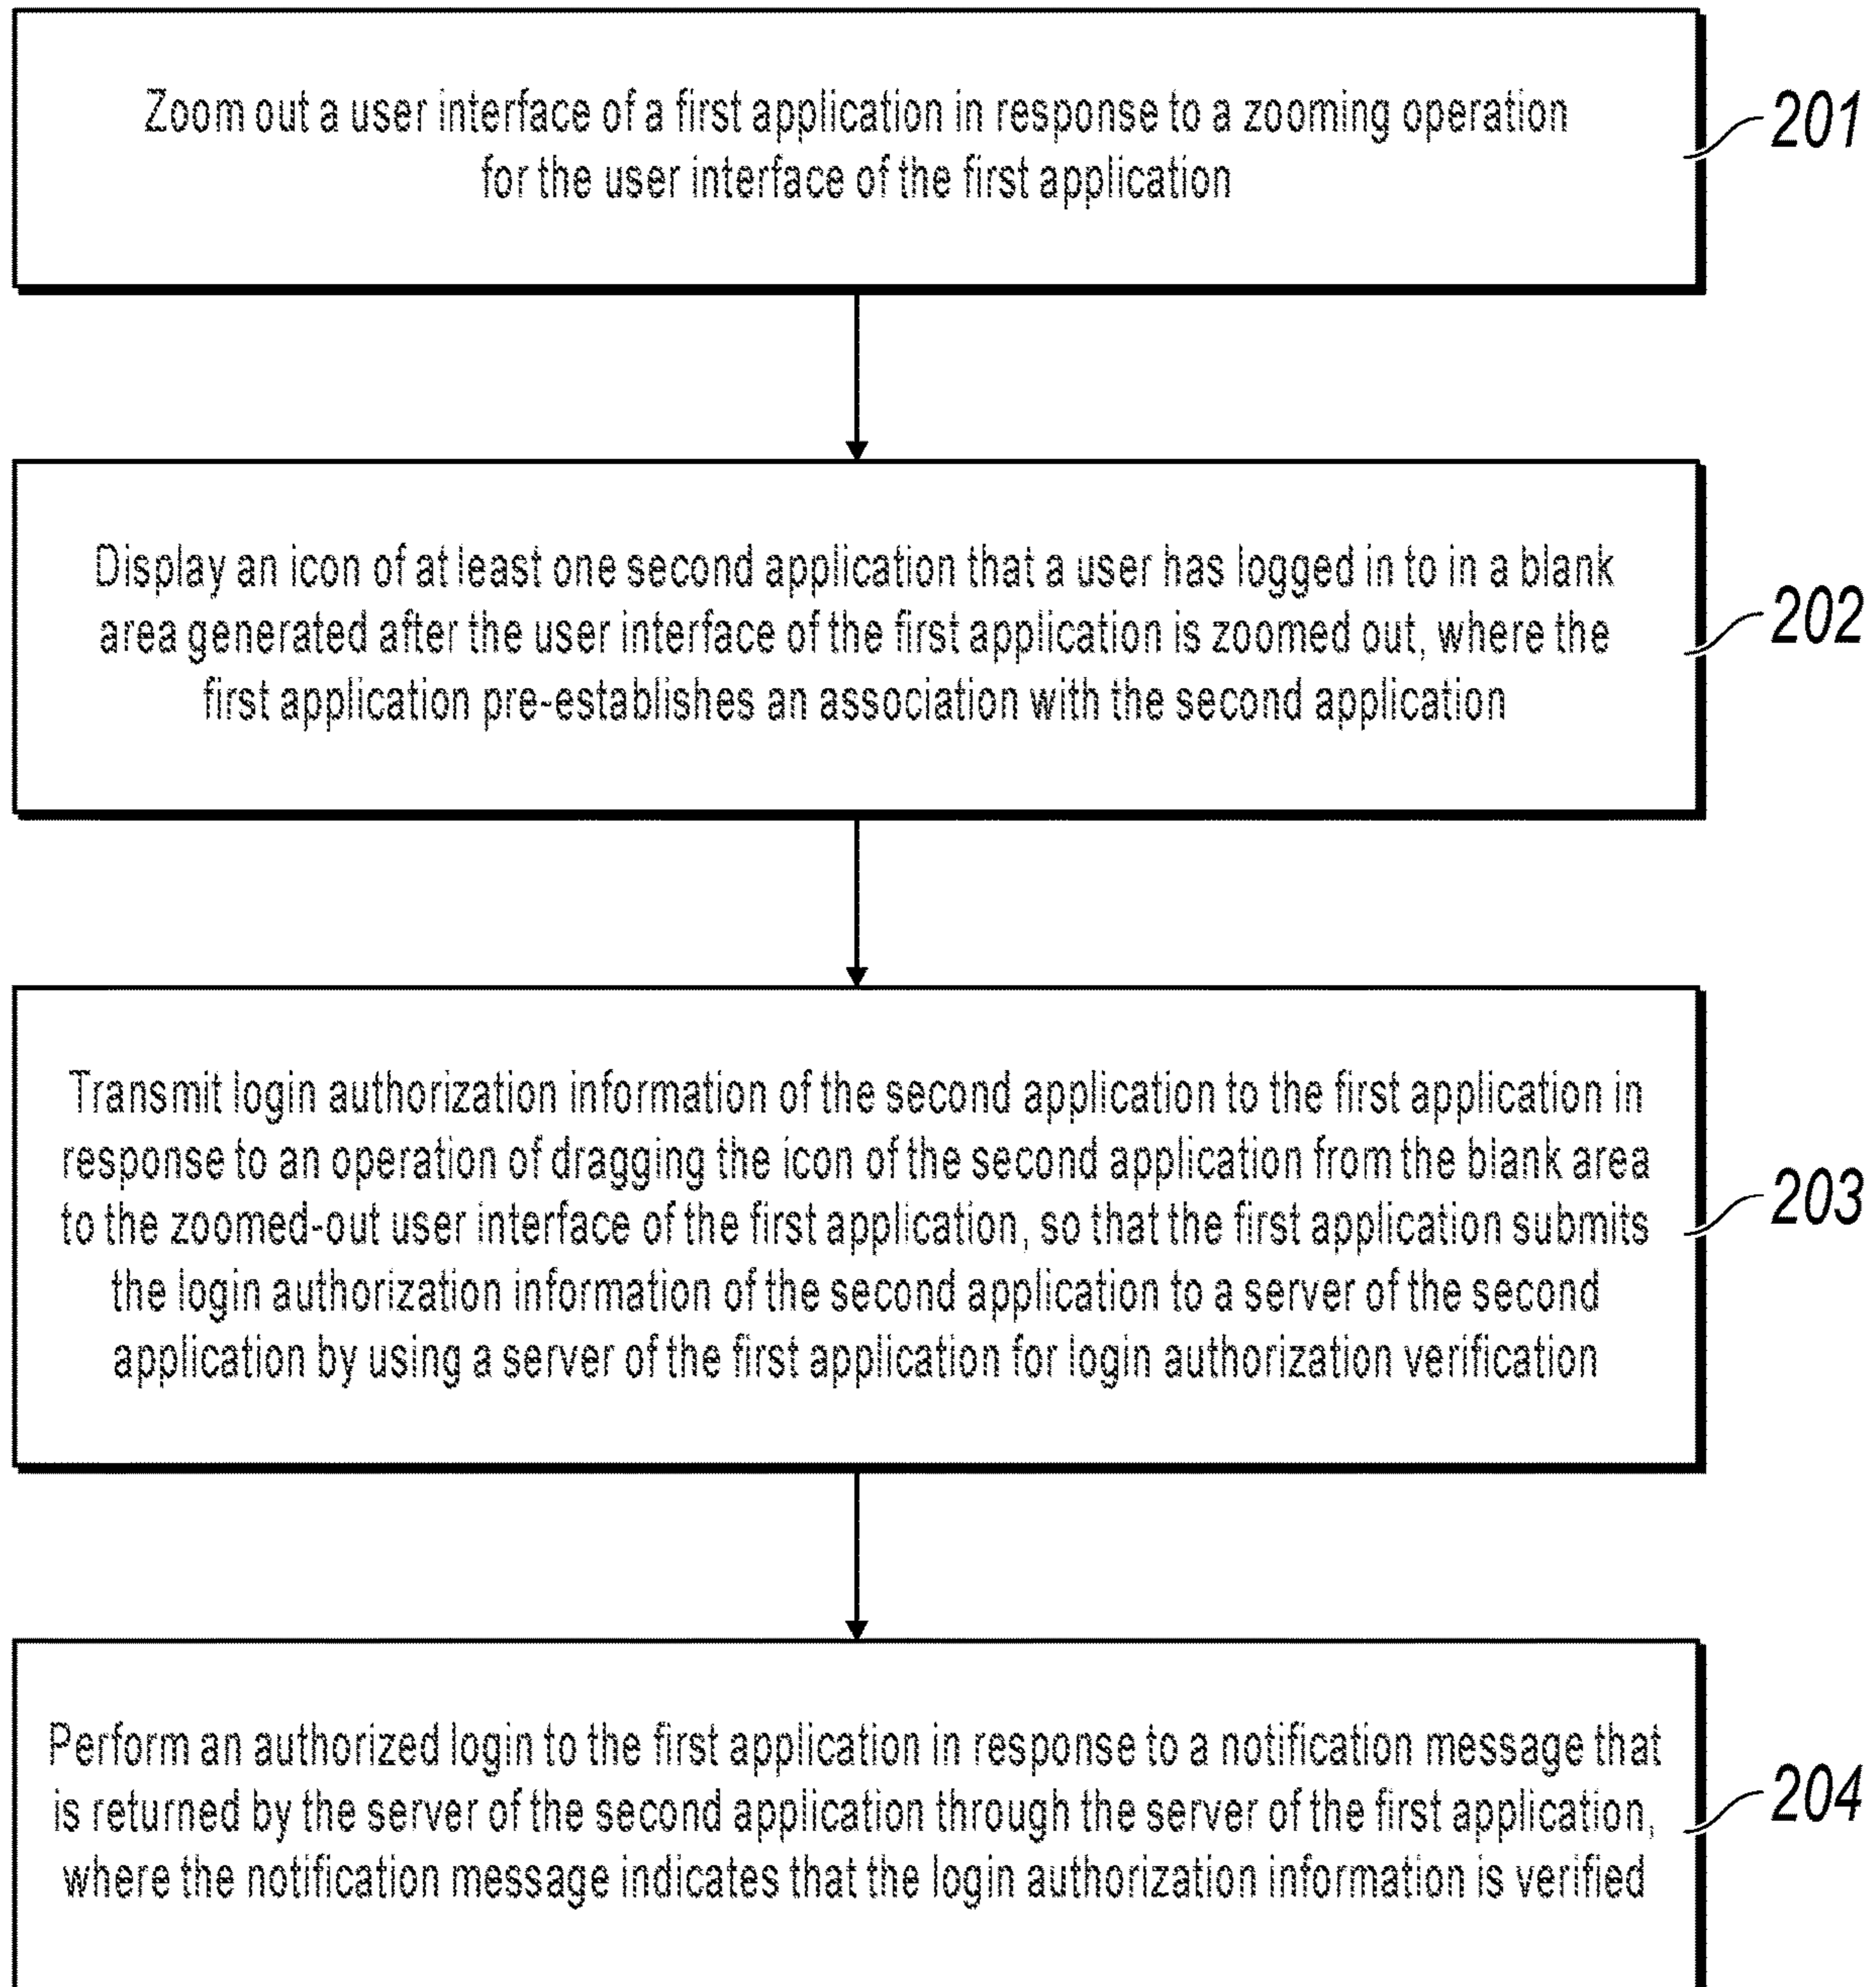 Zoom out a user interface of a first application in response to a zooming operation
for the user interface of the first application
201
Display an icon of at least one second application that a user has logged in to in a blank
area generated after the user interface of the first application is zoomed out, where the
first application pre-establishes an association with the second application
202
Transmit login authorization information of the second application to the first application in
response to an operation of dragging the icon of the second application from the blank area
to the zoomed-out user interface of the first application, so that the first application submits
the login authorization information of the second application to a server of the second
application by using a server of the first application for login authorization verification
203
Perform an authorized login to the first application in response to a notification message that
is returned by the server of the second application through the server of the first application,
where the notification message indicates that the login authorization information is verified
204